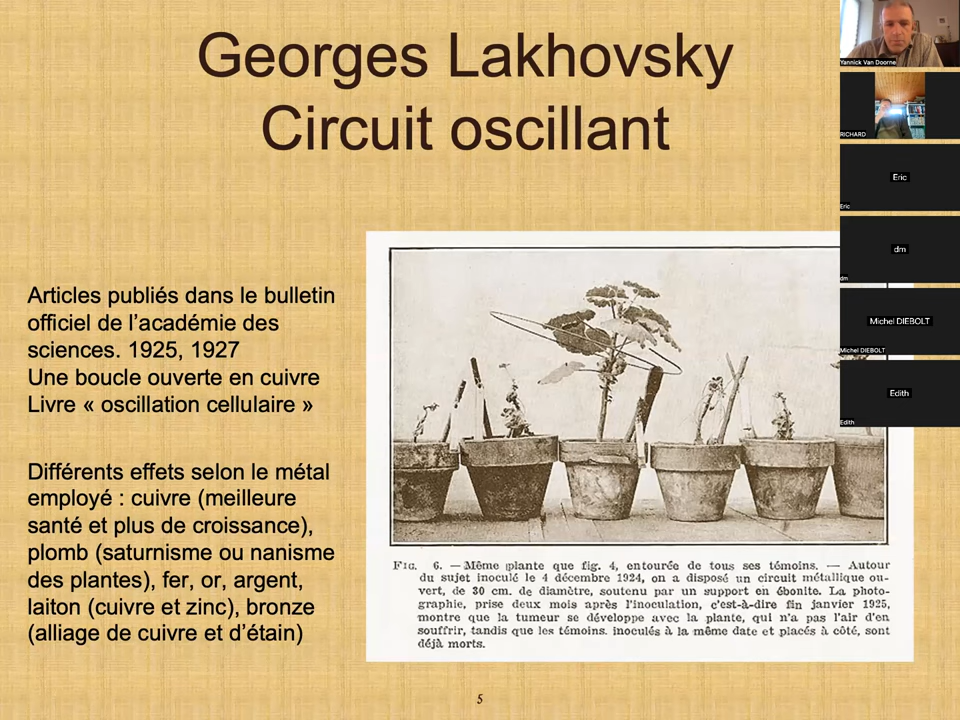 Georges Lakhovsky
Circuit oscillant
Articles publiés dans le bulletin
officiel de l’académie des
sciences. 1925, 1927
Une boucle ouverte en cuivre
Livre « oscillation cellulaire »
Différents effets selon le métal
employé : cuivre (meilleure
santé et plus de croissance),
plomb (saturnisme ou nanisme
des plantes), fer, or, argent,
laiton (cuivre et zinc), bronze
(alliage de cuivre et d’étain)
FIG. 6. — Même plante que fig. 4, entourée de tous ses témoins. — Autour
du sujet inoculé le 4 décembre 1924, on a disposé un circuit métallique ou-
vert, de 30 cm. de diamètre, soutenu par un support en ébonite. La photo-
graphie, prise deux mois après l'inoculation, c'est-à-dire fin janvier 1925,
montre que la tumeur se développe avec la plante, qui n'a pas l'air d'en
souffrir, tandis que les témoins. inoculés à la même date et placés à côté, sont
déjà morts.
5
Yannick Van Doorne
RICHARD
Eric
Eric
dm
dm
Michel DIEBOLT
Michel DIEBOLT
Edith
Edith